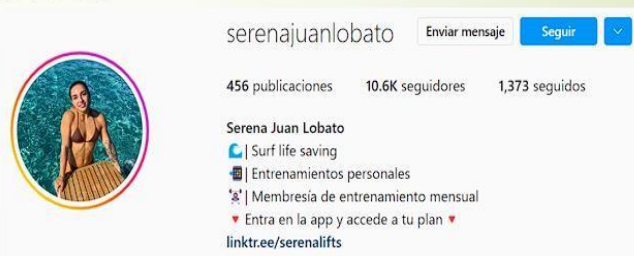 serenajuanlobato Enviar mensaje Seguir
456 publicaciones 10.6K seguidores 1,373 seguidos
Serena Juan Lobato
🌊| Surf life saving
📲| Entrenamientos personales
🏋| Membresía de entrenamiento mensual
🔻 Entra en la app y accede a tu plan 🔻
linktr.ee/serenalifts